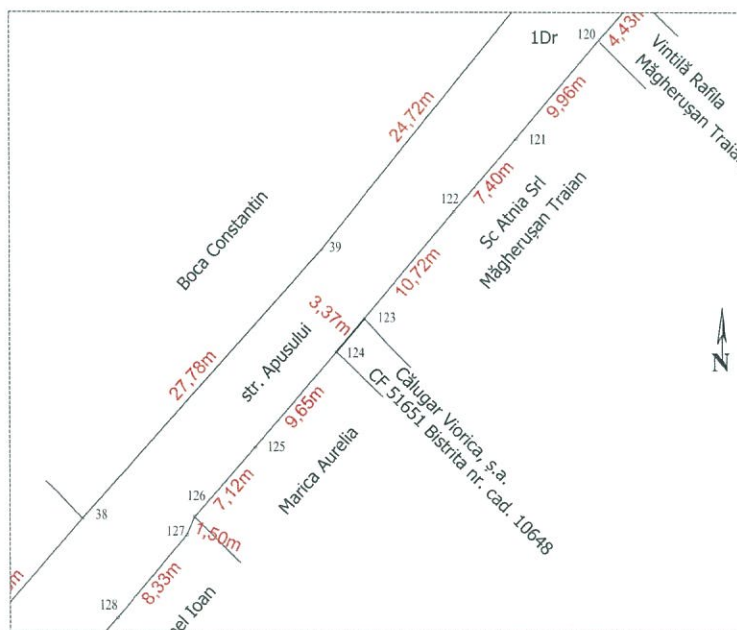 1Dr
120
4,43m
Vintilă Rafila
Măgherușan Traian
24,72m
9,96m
121
7,40m
122
Sc Atnia Srl
Măgherușan Traian
Boca Constantin
39
10,72m
3,37m
123
124
str. Apusului
Călugar Viorica, ș.a.
CF 51651 Bistrita nr. cad. 10648
N
27,78m
9,65m
125
Marica Aurelia
7,12m
126
38
127
1,50m
8,33m
128
Ioan